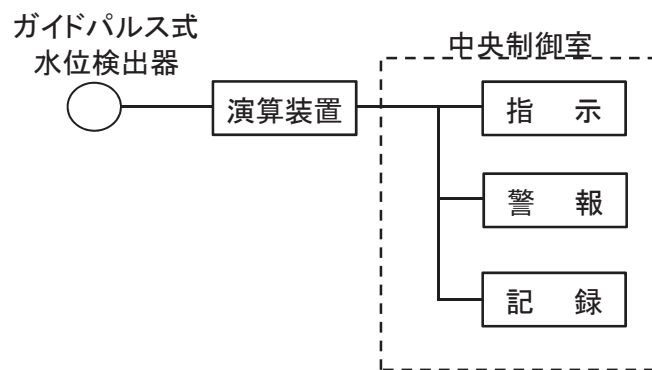 ガイドパルス式
水位検出器
中央制御室
演算装置
指　示
警　報
記　録